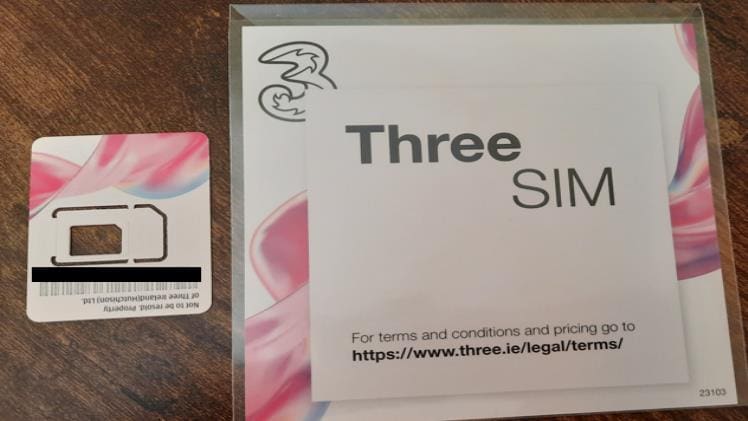 Three
SIM
For terms and conditions and pricing go to
https://www.three.ie/legal/terms/
23103
Not to be resold. Property
of Three Ireland(Hutchison) Ltd.